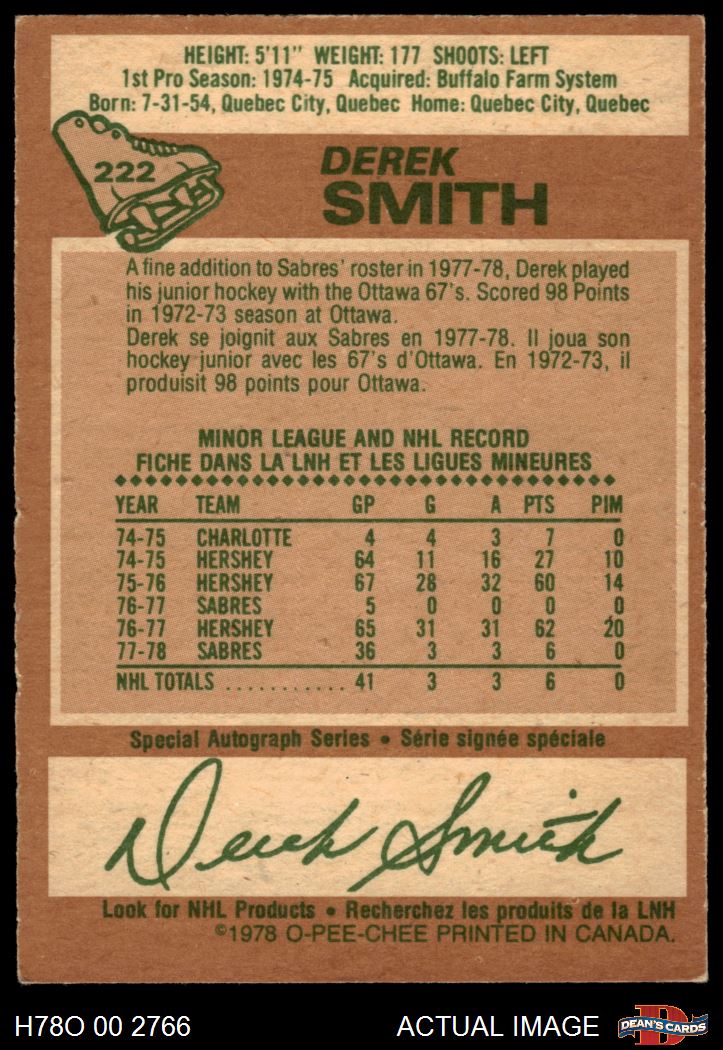 HEIGHT: 5'11" WEIGHT: 177 SHOOTS: LEFT
1st Pro Season: 1974-75 Acquired: Buffalo Farm System
Born: 7-31-54, Quebec City, Quebec Home: Quebec City, Quebec
222
DEREK
SMITH
A fine addition to Sabres' roster in 1977-78, Derek played
his junior hockey with the Ottawa 67's. Scored 98 Points
in 1972-73 season at Ottawa.
Derek se joignit aux Sabres en 1977-78. Il joua son
hockey junior avec les 67's d'Ottawa. En 1972-73, il
produisit 98 points pour Ottawa.
MINOR LEAGUE AND NHL RECORD
FICHE DANS LA LNH ET LES LIGUES MINEURES
YEAR TEAM GP G A PTS PIM
74-75 CHARLOTTE 4 4 3 7 0
74-75 HERSHEY 64 11 16 27 10
75-76 HERSHEY 67 28 32 60 14
76-77 SABRES 5 0 0 0 0
76-77 HERSHEY 65 31 31 62 20
77-78 SABRES 36 3 3 6 0
NHL TOTALS ........... 41 3 3 6 0
Special Autograph Series • Série signée spéciale
Derek Smith
Look for NHL Products • Recherchez les produits de la LNH
©1978 O-PEE-CHEE PRINTED IN CANADA.
H78O 00 2766 ACTUAL IMAGE D DEAN'S CARDS